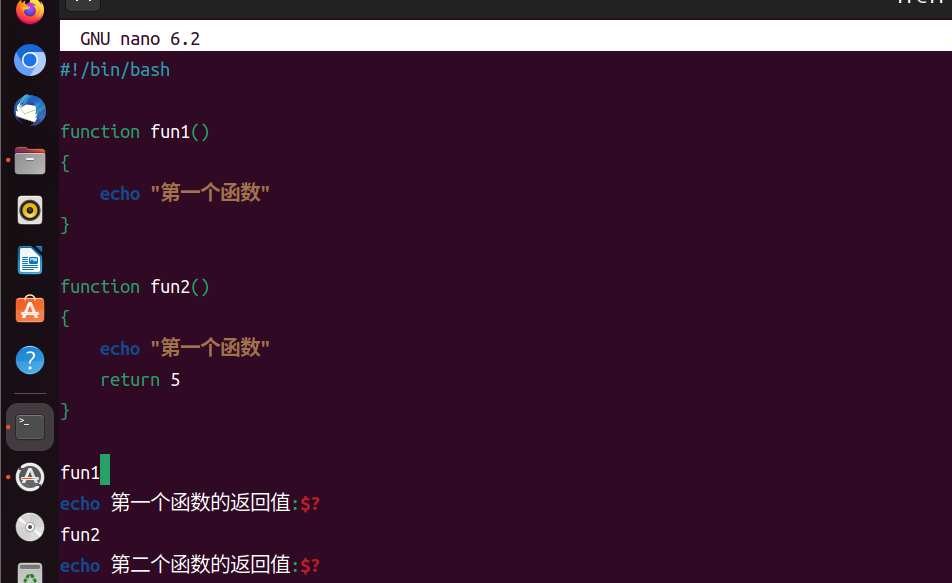 GNU nano 6.2
#!/bin/bash
function fun1()
{
echo "第一个函数"
}
function fun2()
{
echo "第一个函数"
return 5
}
fun1
echo 第一个函数的返回值:$?
fun2
echo 第二个函数的返回值:$?